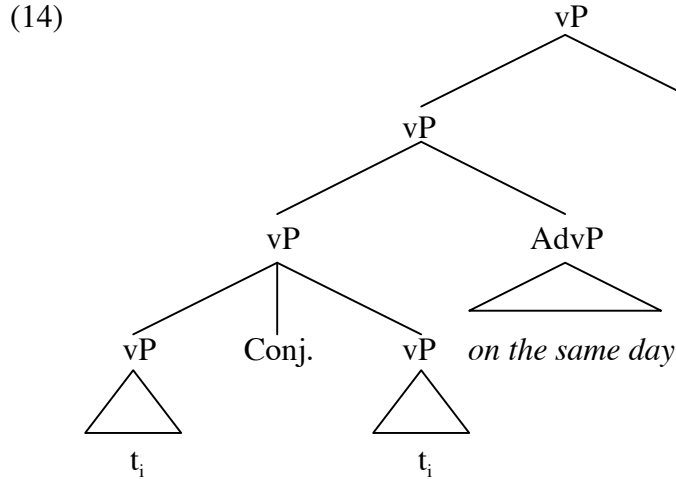 (14) vP
vP
vP AdvP
vP Conj. vP on the same day
t_i t_i